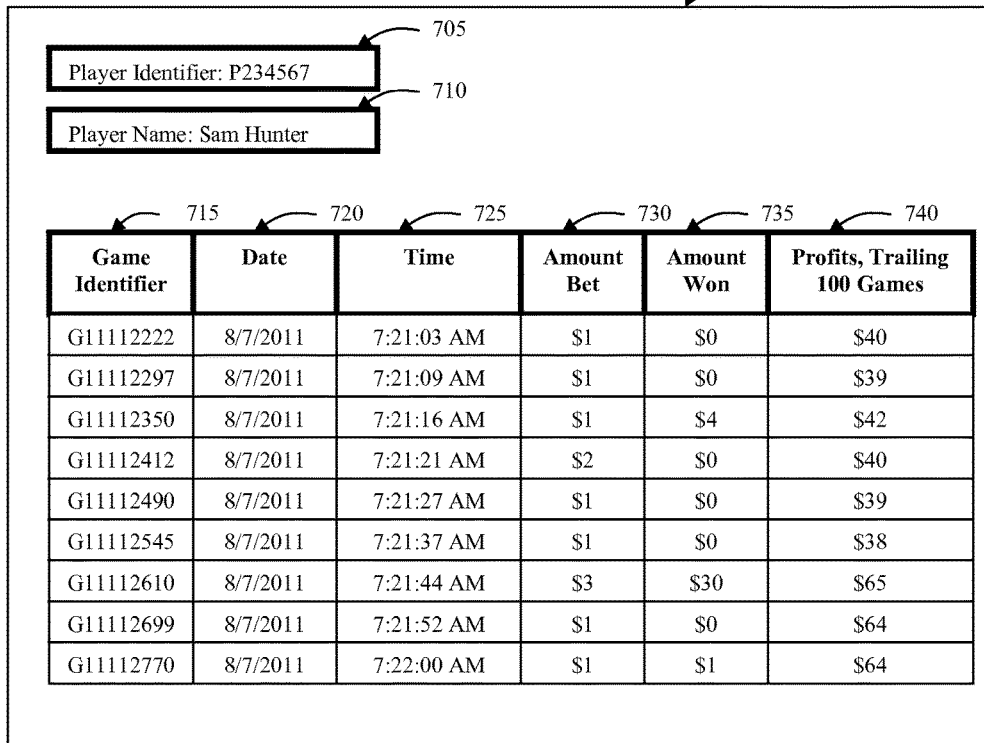 705
Player Identifier: P234567
710
Player Name: Sam Hunter
715 720 725 730 735 740
Game Identifier Date Time Amount Bet Amount Won Profits, Trailing 100 Games
G11112222 8/7/2011 7:21:03 AM $1 $0 $40
G11112297 8/7/2011 7:21:09 AM $1 $0 $39
G11112350 8/7/2011 7:21:16 AM $1 $4 $42
G11112412 8/7/2011 7:21:21 AM $2 $0 $40
G11112490 8/7/2011 7:21:27 AM $1 $0 $39
G11112545 8/7/2011 7:21:37 AM $1 $0 $38
G11112610 8/7/2011 7:21:44 AM $3 $30 $65
G11112699 8/7/2011 7:21:52 AM $1 $0 $64
G11112770 8/7/2011 7:22:00 AM $1 $1 $64